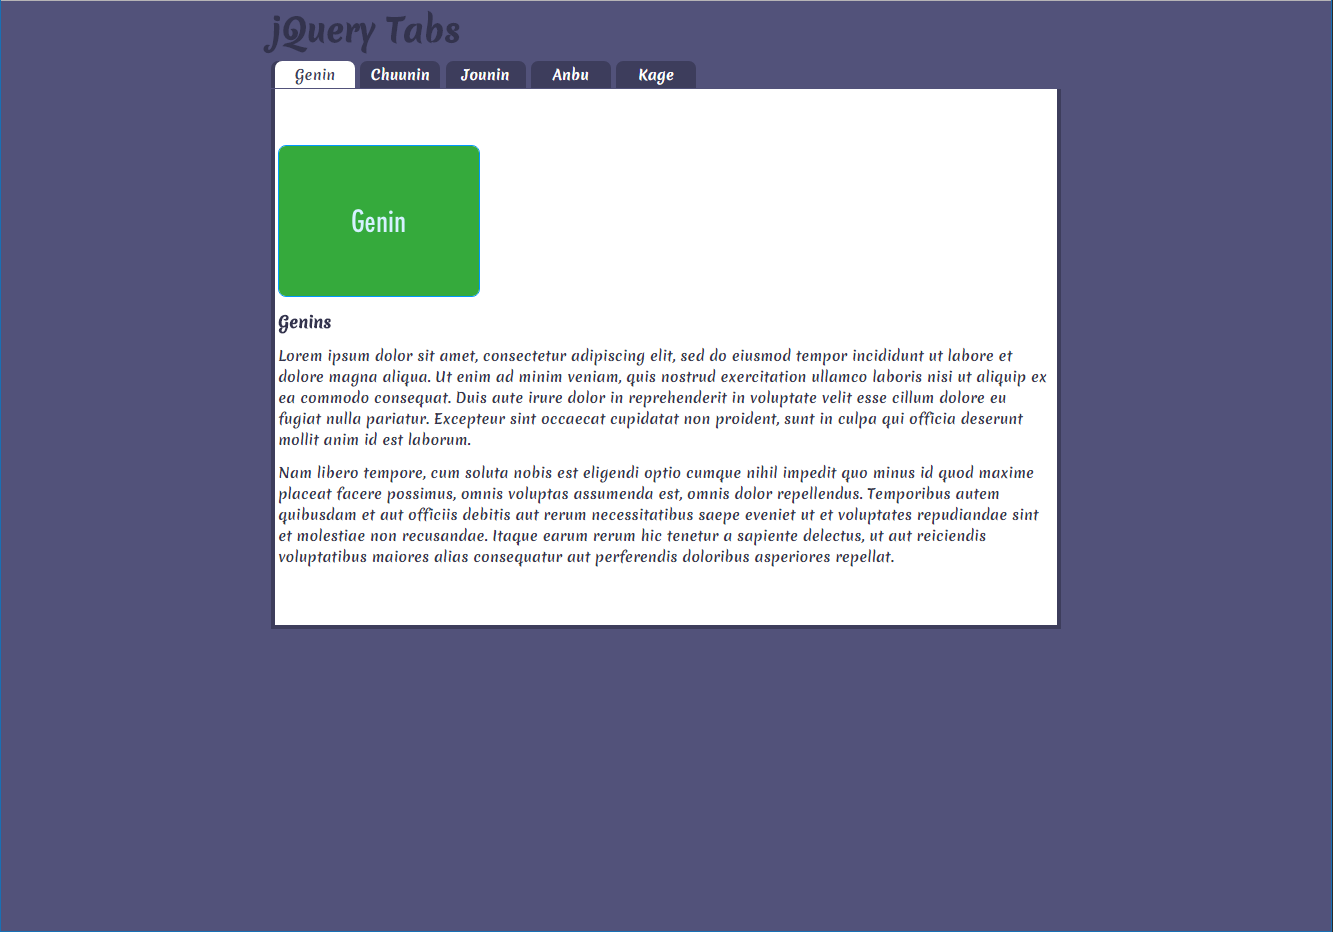 jQuery Tabs
Genin Chuunin Jounin Anbu Kage
Genin
Genins
Lorem ipsum dolor sit amet, consectetur adipiscing elit, sed do eiusmod tempor incididunt ut labore et
dolore magna aliqua. Ut enim ad minim veniam, quis nostrud exercitation ullamco laboris nisi ut aliquip ex
ea commodo consequat. Duis aute irure dolor in reprehenderit in voluptate velit esse cillum dolore eu
fugiat nulla pariatur. Excepteur sint occaecat cupidatat non proident, sunt in culpa qui officia deserunt
mollit anim id est laborum.
Nam libero tempore, cum soluta nobis est eligendi optio cumque nihil impedit quo minus id quod maxime
placeat facere possimus, omnis voluptas assumenda est, omnis dolor repellendus. Temporibus autem
quibusdam et aut officiis debitis aut rerum necessitatibus saepe eveniet ut et voluptates repudiandae sint
et molestiae non recusandae. Itaque earum rerum hic tenetur a sapiente delectus, ut aut reiciendis
voluptatibus maiores alias consequatur aut perferendis doloribus asperiores repellat.